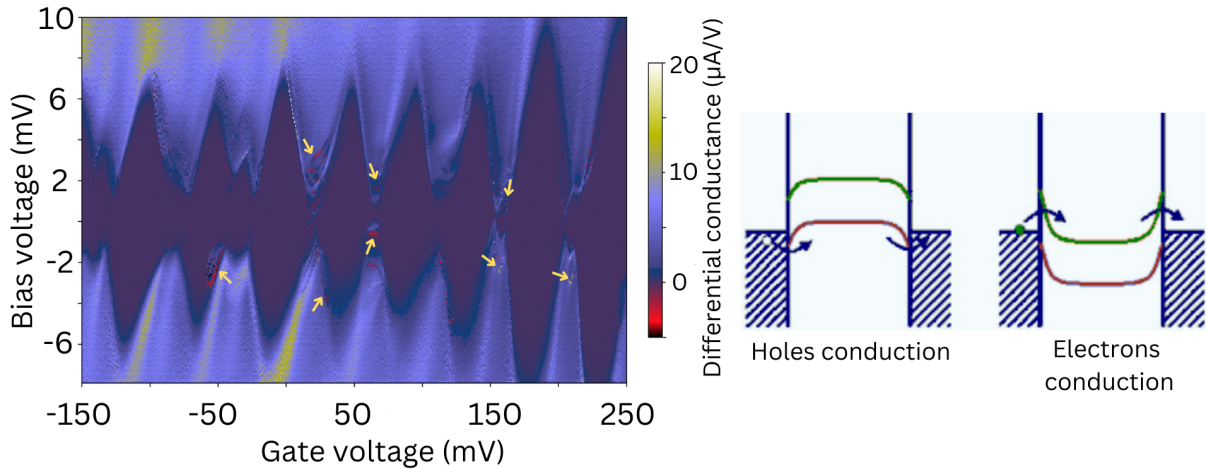 10
6
2
-2
-6
Bias voltage (mV)
-150
-50
50
150
250
Gate voltage (mV)
20
10
0
Differential conductance (µA/V)
Holes conduction
Electrons
conduction